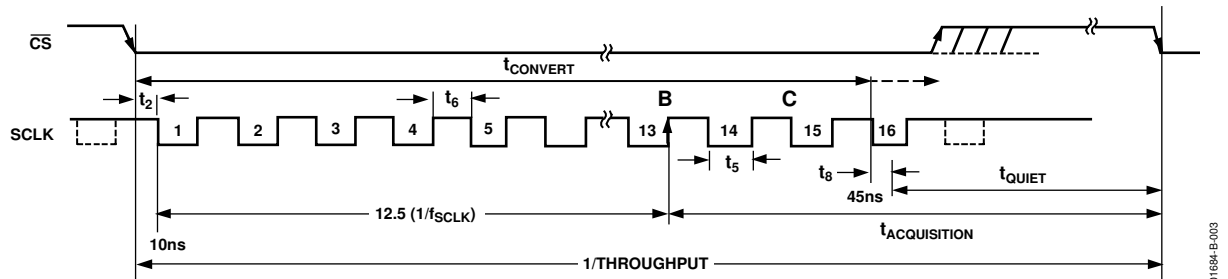 CS
tCONVERT
t2
t6
B
C
SCLK
1 2 3 4 5 13 14 15 16
t5
t8
tQUIET
45ns
12.5 (1/fSCLK)
tACQUISITION
10ns
1/THROUGHPUT
11684-B-003